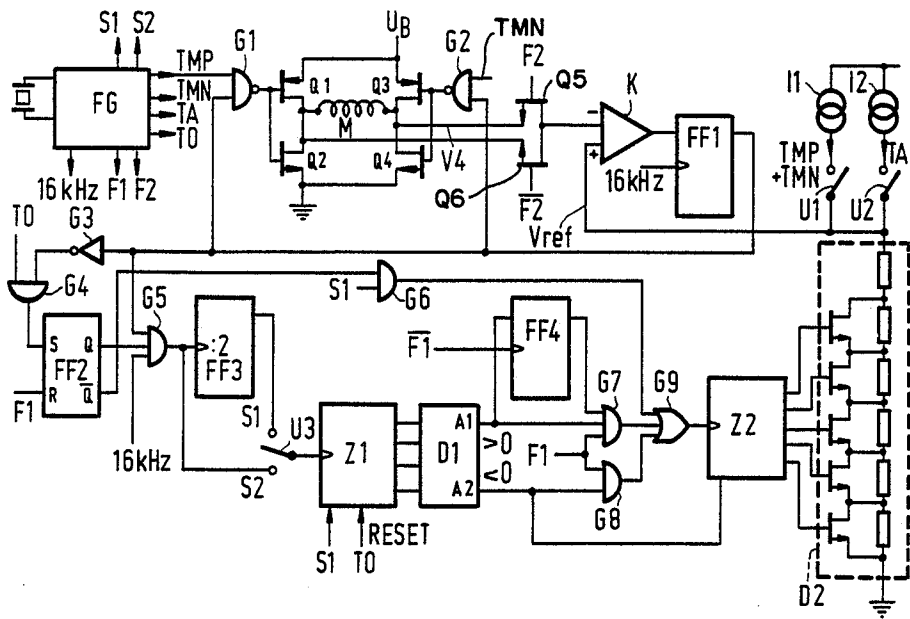 S1 S2
G1
U_B
G2
TMN
F2
Q5
K
I1
I2
TMP
TMN
TA
T0
FG
Q1
Q3
M
Q2
Q4
V4
−
+
FF1
TMP
+TMN
TA
16 kHz
F1 F2
Q6
F̅2̅
16kHz
U1
U2
Vref
T0
G3
G4
S1
G6
G5
S Q
FF2
R Q̅
F1
:2
FF3
F̅1̅
FF4
G7
G9
S1
U3
S2
16kHz
Z1
D1
A1
>0
<0
A2
F1
G8
Z2
RESET
S1 T0
D2